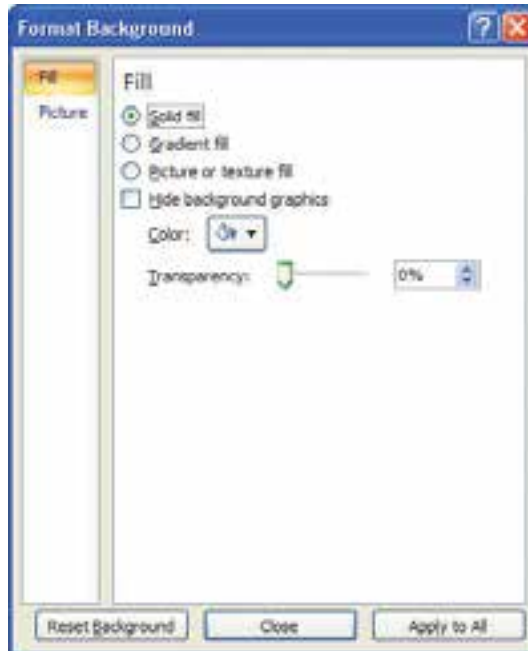 Format Background
Fill
Picture
Fill
Solid fill
Gradient fill
Picture or texture fill
Hide background graphics
Color:
Transparency: 0%
Reset Background Close Apply to All